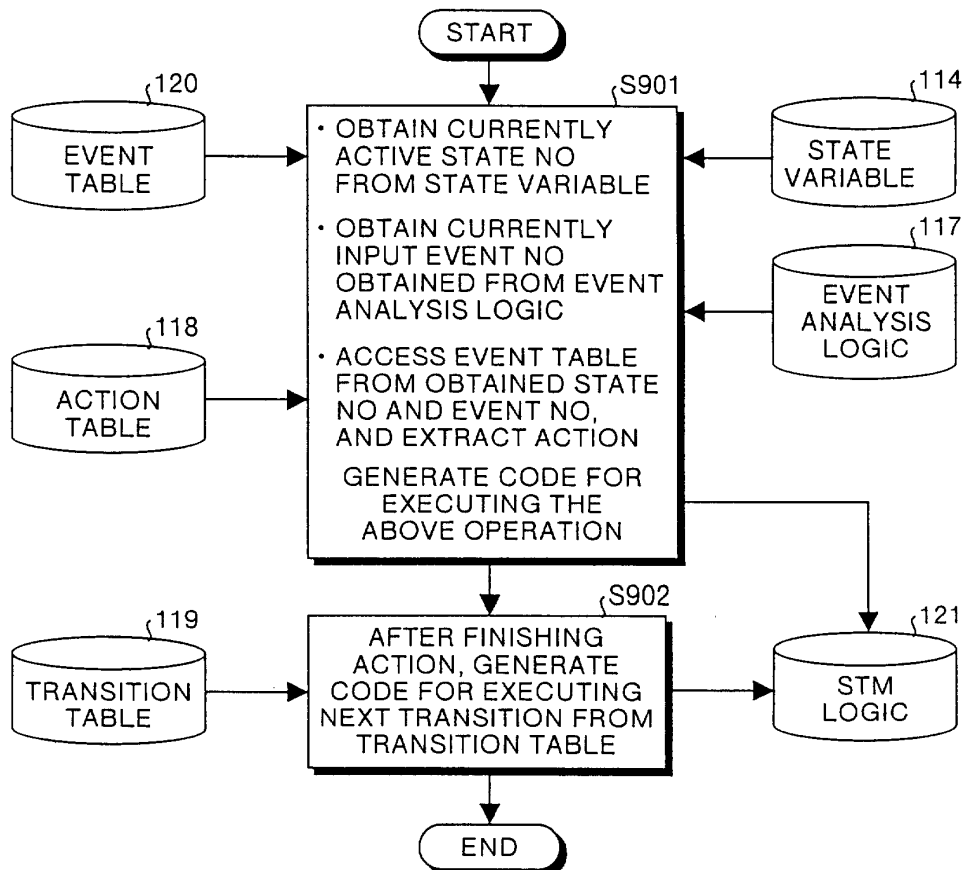 START
120
EVENT
TABLE
S901
114
STATE
VARIABLE
· OBTAIN CURRENTLY
ACTIVE STATE NO
FROM STATE VARIABLE
· OBTAIN CURRENTLY
INPUT EVENT NO
OBTAINED FROM EVENT
ANALYSIS LOGIC
117
EVENT
ANALYSIS
LOGIC
118
ACTION
TABLE
· ACCESS EVENT TABLE
FROM OBTAINED STATE
NO AND EVENT NO,
AND EXTRACT ACTION
GENERATE CODE FOR
EXECUTING THE
ABOVE OPERATION
119
TRANSITION
TABLE
S902
AFTER FINISHING
ACTION, GENERATE
CODE FOR EXECUTING
NEXT TRANSITION FROM
TRANSITION TABLE
121
STM
LOGIC
END